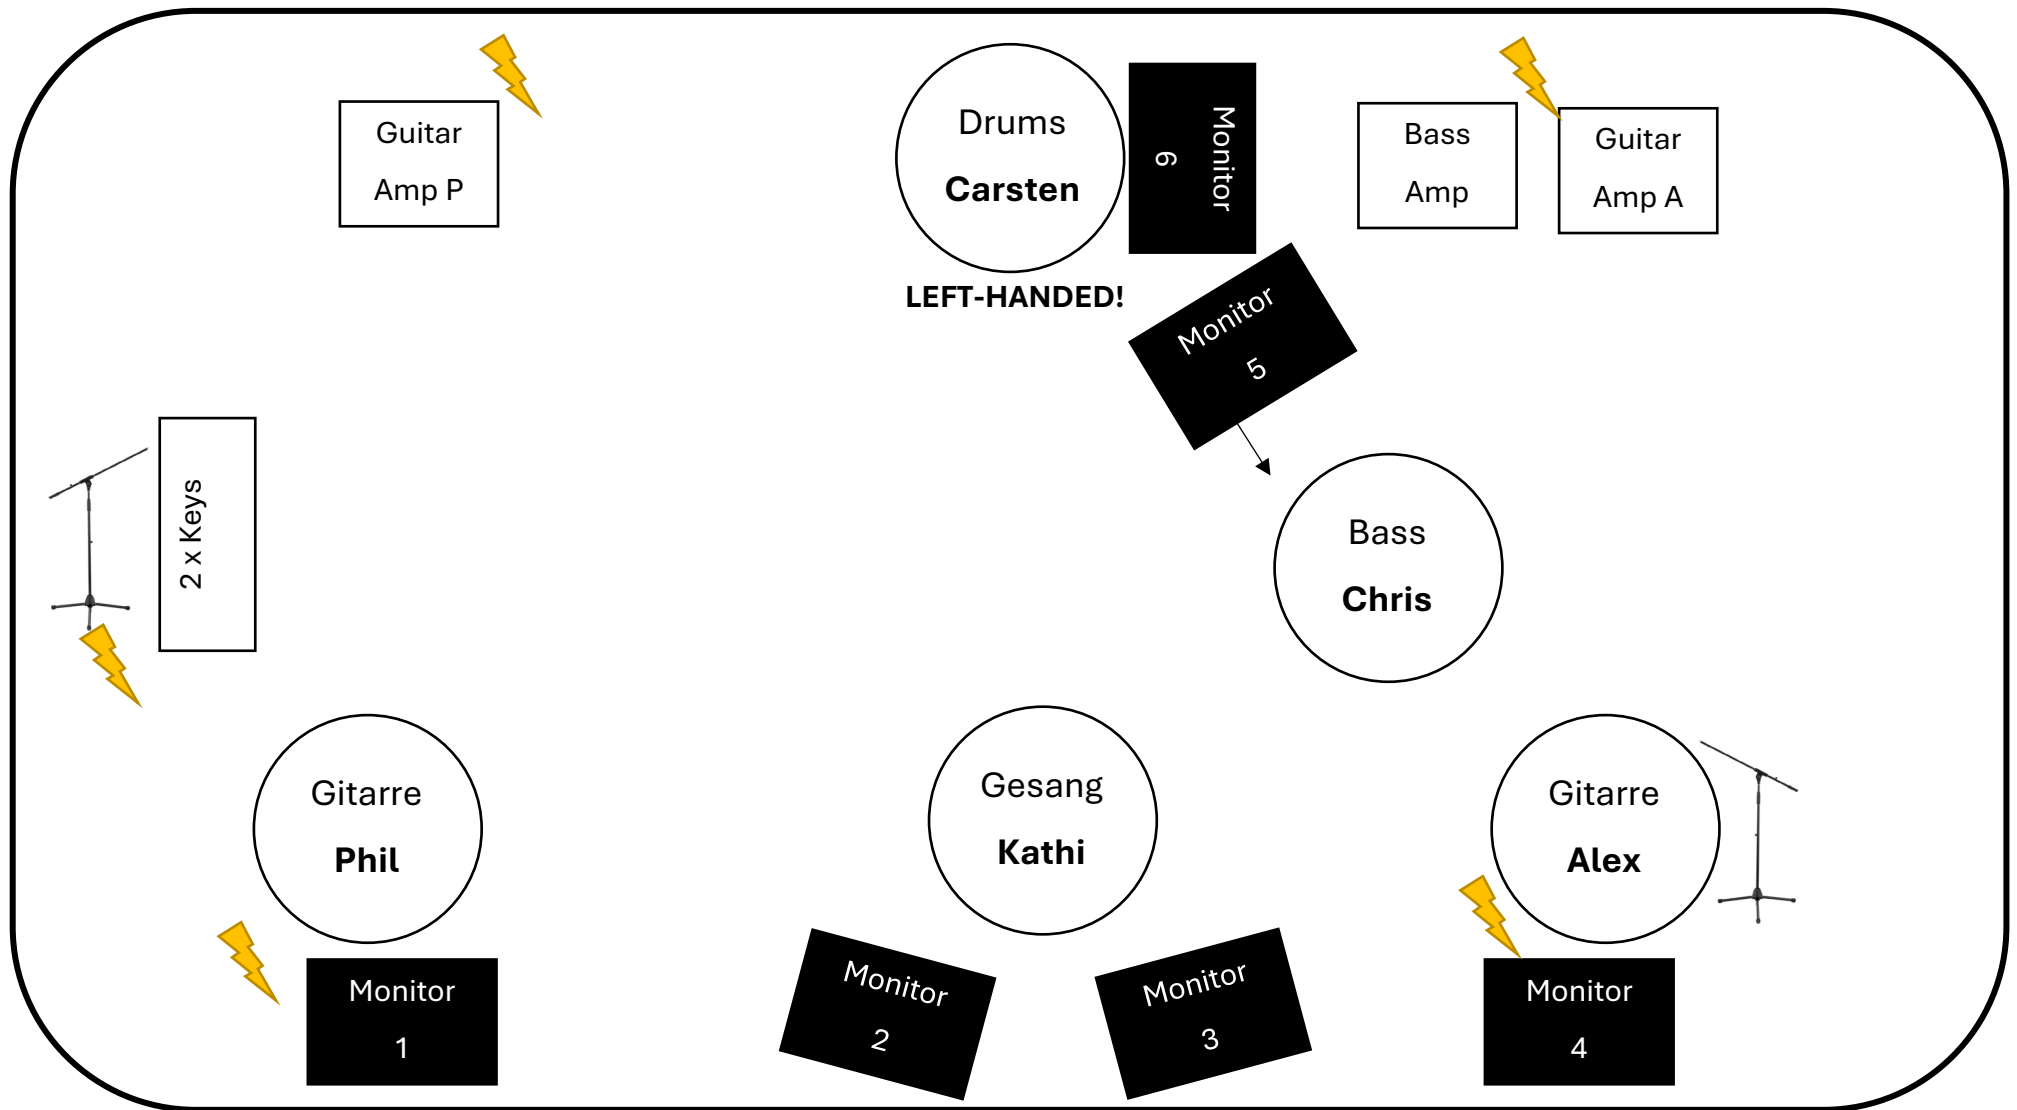 Guitar
Amp P
Drums
Carsten
LEFT-HANDED!
Monitor
6
Bass
Amp
Guitar
Amp A
Monitor
5
2 x Keys
Bass
Chris
Gitarre
Phil
Gesang
Kathi
Gitarre
Alex
Monitor
1
Monitor
2
Monitor
3
Monitor
4